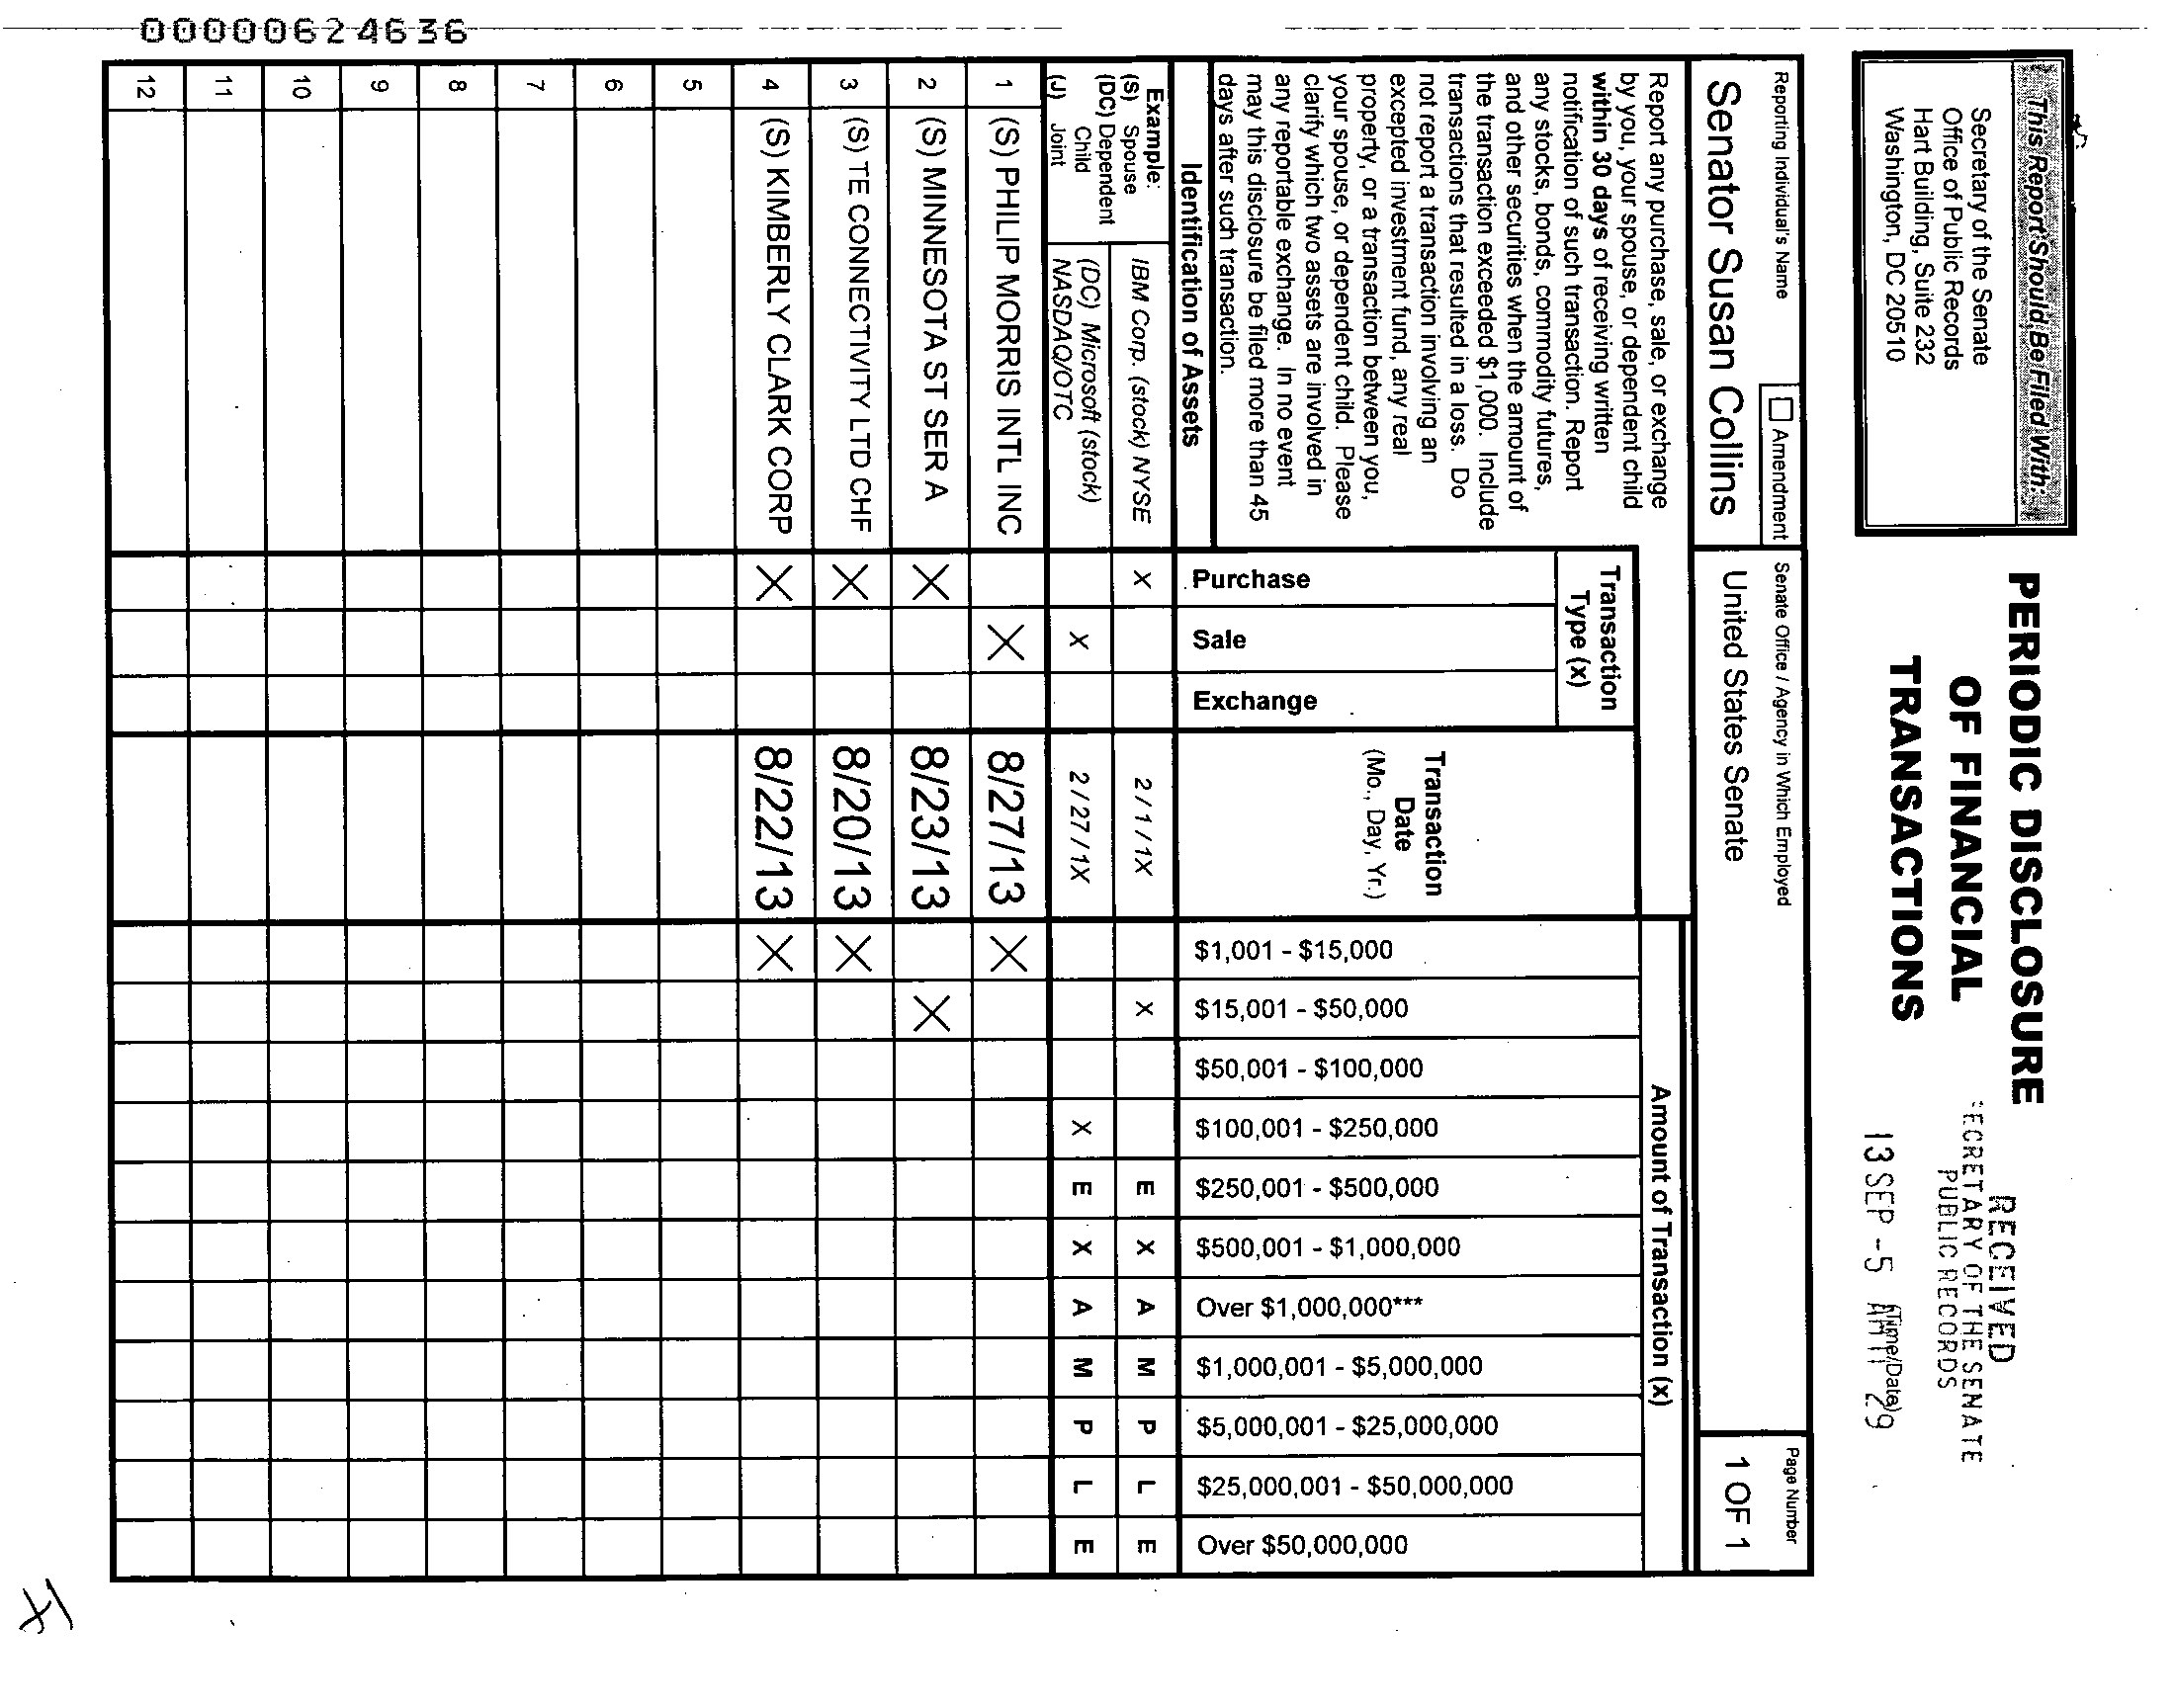 00000624636
This Report Should Be Filed With:
Secretary of the Senate
Office of Public Records
Hart Building, Suite 232
Washington, DC 20510
PERIODIC DISCLOSURE
OF FINANCIAL
TRANSACTIONS
RECEIVED
ECRETARY OF THE SENATE
PUBLIC RECORDS
(Time/Date)
13 SEP -5 AM 11 29
Reporting Individual's Name
Amendment
Senator Susan Collins
Senate Office / Agency in Which Employed
United States Senate
Page Number
1 OF 1
Report any purchase, sale, or exchange
by you, your spouse, or dependent child
within 30 days of receiving written
notification of such transaction. Report
any stocks, bonds, commodity futures,
and other securities when the amount of
the transaction exceeded $1,000. Include
transactions that resulted in a loss. Do
not report a transaction involving an
excepted investment fund, any real
property, or a transaction between you,
your spouse, or dependent child. Please
clarify which two assets are involved in
any reportable exchange. In no event
may this disclosure be filed more than 45
days after such transaction.
Identification of Assets
Transaction
Type (x)
Purchase
Sale
Exchange
Transaction
Date
(Mo., Day, Yr.)
Amount of Transaction (x)
$1,001 - $15,000
$15,001 - $50,000
$50,001 - $100,000
$100,001 - $250,000
$250,001 - $500,000
$500,001 - $1,000,000
Over $1,000,000***
$1,000,001 - $5,000,000
$5,000,001 - $25,000,000
$25,000,001 - $50,000,000
Over $50,000,000
Example:
(S) Spouse
(DC) Dependent
Child
(J) Joint
IBM Corp. (stock) NYSE X 2 / 1 / 1X X E X A M P L E
(DC) Microsoft (stock)
NASDAQ/OTC X 2 / 27 / 1X X E X A M P L E
1 (S) PHILIP MORRIS INTL INC X 8/27/13 X
2 (S) MINNESOTA ST SER A X 8/23/13 X
3 (S) TE CONNECTIVITY LTD CHF X 8/20/13 X
4 (S) KIMBERLY CLARK CORP X 8/22/13 X
5
6
7
8
9
10
11
12